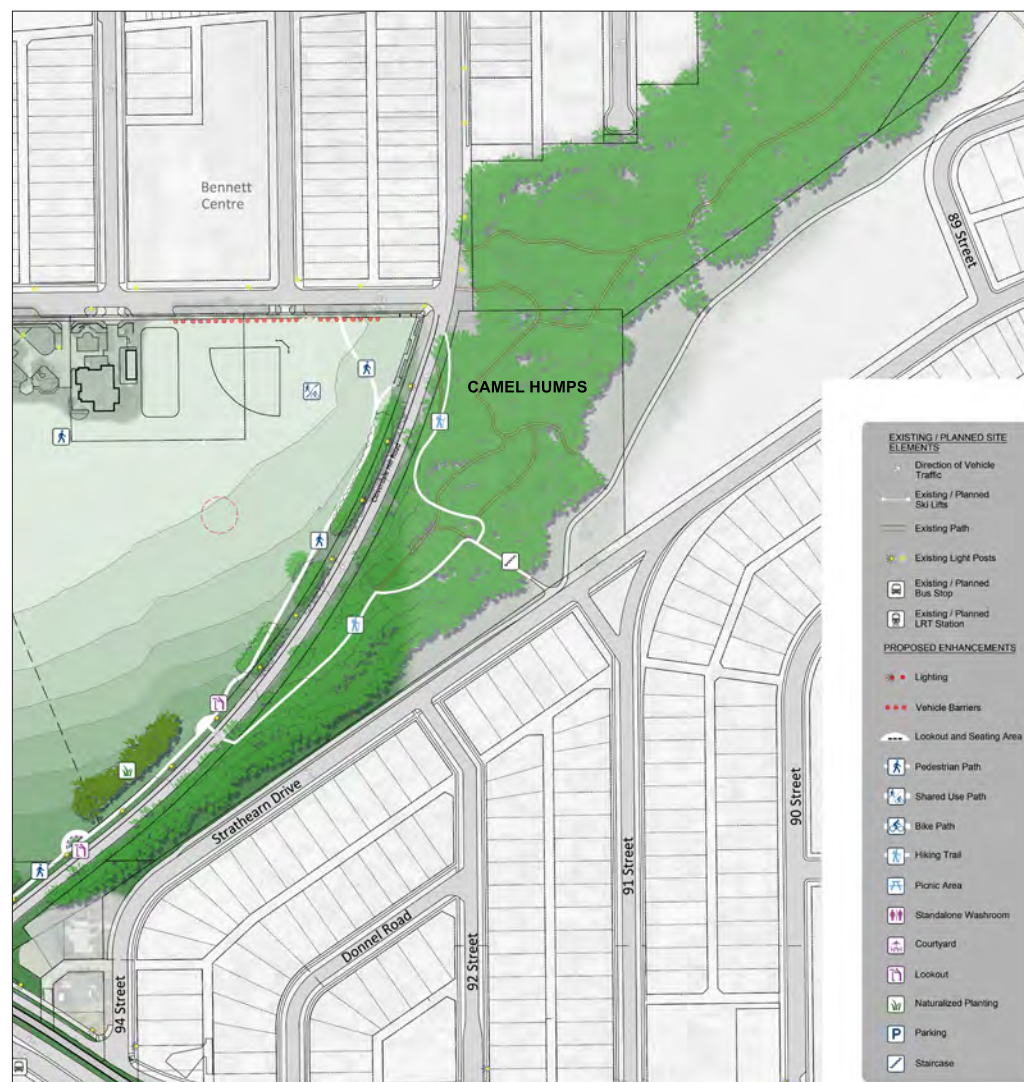 Bennett
Centre
89 Street
CAMEL HUMPS
Strathearn Drive
Donnel Road
94 Street
92 Street
91 Street
90 Street
EXISTING / PLANNED SITE
ELEMENTS
Direction of Vehicle
Traffic
Existing / Planned
Ski Lifts
Existing Path
Existing Light Posts
Existing / Planned
Bus Stop
Existing / Planned
LRT Station
PROPOSED ENHANCEMENTS
Lighting
Vehicle Barriers
Lookout and Seating Area
Pedestrian Path
Shared Use Path
Bike Path
Hiking Trail
Picnic Area
Standalone Washroom
Courtyard
Lookout
Naturalized Planting
P Parking
Staircase